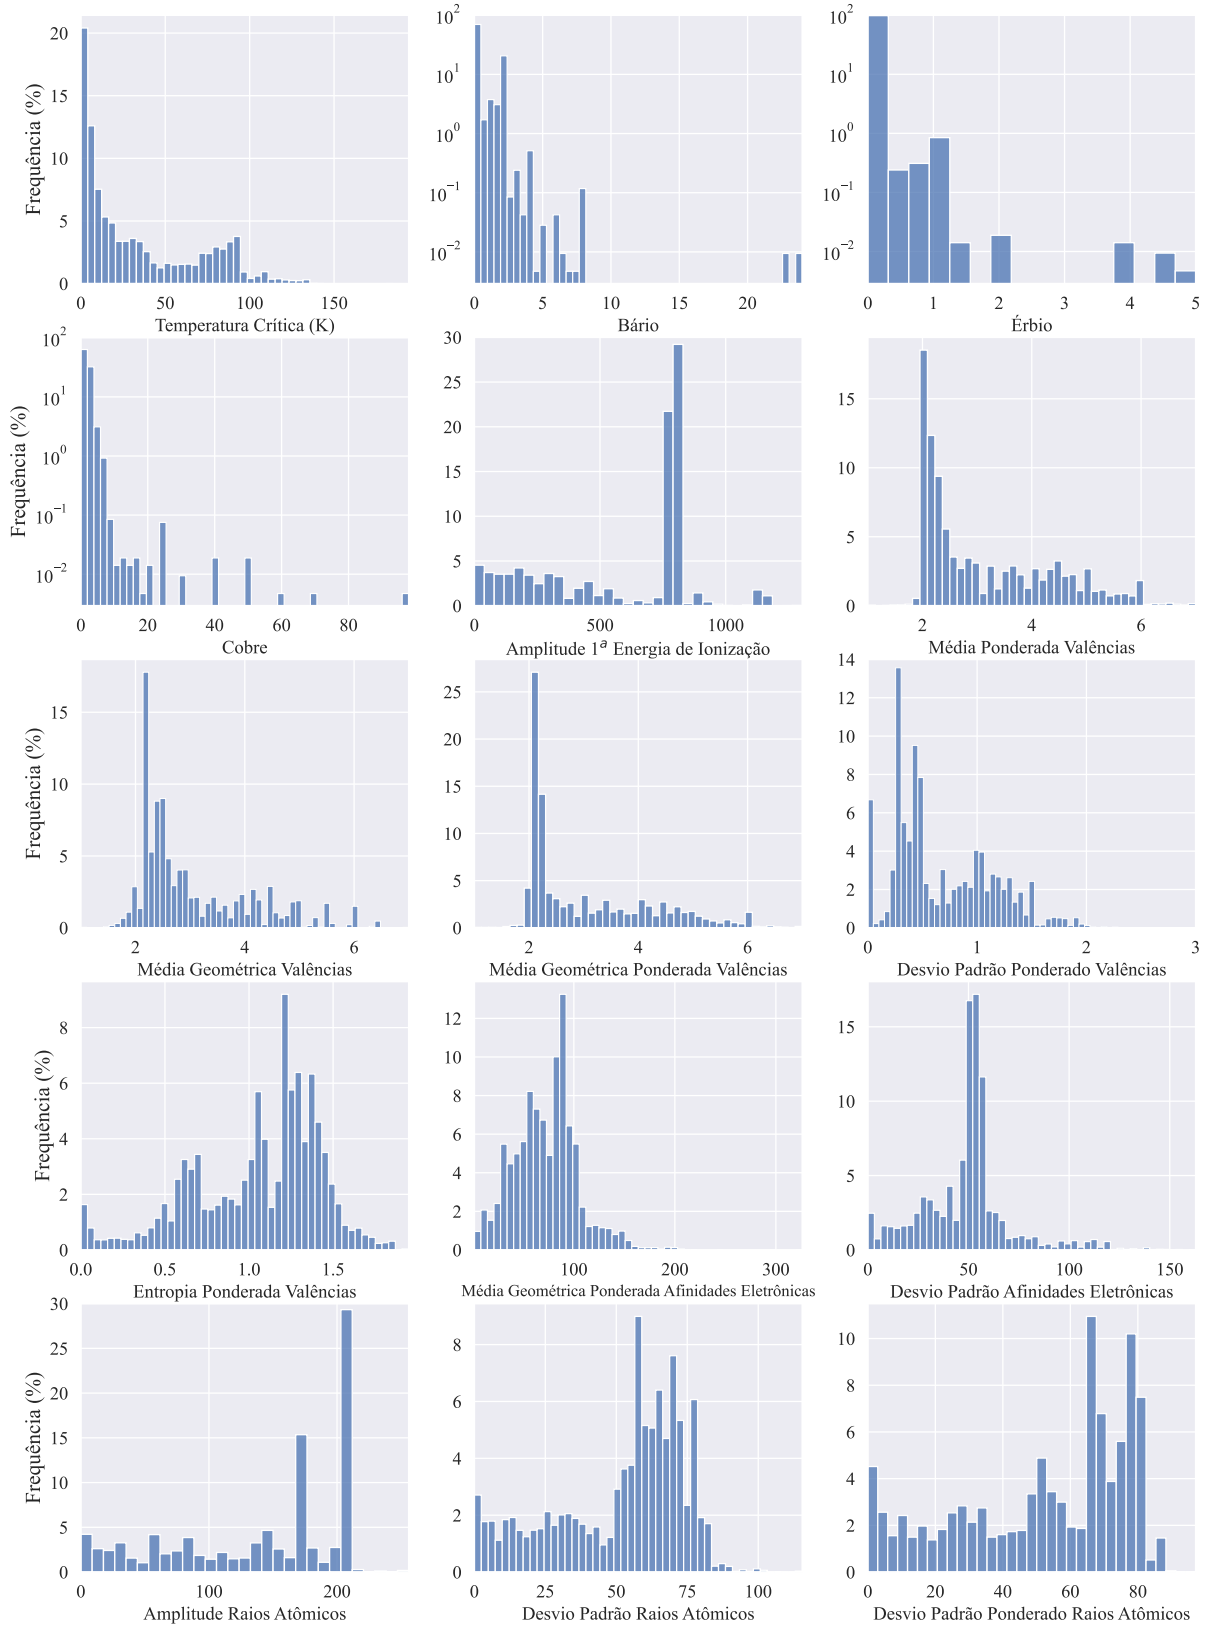 20
15
10
5
0
Frequência (%)
0 50 100 150
Temperatura Crítica (K)
10^2
10^1
10^0
10^−1
10^−2
0 5 10 15 20
Bário
10^2
10^1
10^0
10^−1
10^−2
0 1 2 3 4 5
Érbio
10^2
10^1
10^0
10^−1
10^−2
Frequência (%)
0 20 40 60 80
Cobre
30
25
20
15
10
5
0
0 500 1000
Amplitude 1ª Energia de Ionização
15
10
5
0
2 4 6
Média Ponderada Valências
15
10
5
0
Frequência (%)
2 4 6
Média Geométrica Valências
25
20
15
10
5
0
2 4 6
Média Geométrica Ponderada Valências
14
12
10
8
6
4
2
0
0 1 2 3
Desvio Padrão Ponderado Valências
8
6
4
2
0
Frequência (%)
0.0 0.5 1.0 1.5
Entropia Ponderada Valências
12
10
8
6
4
2
0
100 200 300
Média Geométrica Ponderada Afinidades Eletrônicas
15
10
5
0
0 50 100 150
Desvio Padrão Afinidades Eletrônicas
30
25
20
15
10
5
0
Frequência (%)
0 100 200
Amplitude Raios Atômicos
8
6
4
2
0
0 25 50 75 100
Desvio Padrão Raios Atômicos
10
8
6
4
2
0
0 20 40 60 80
Desvio Padrão Ponderado Raios Atômicos